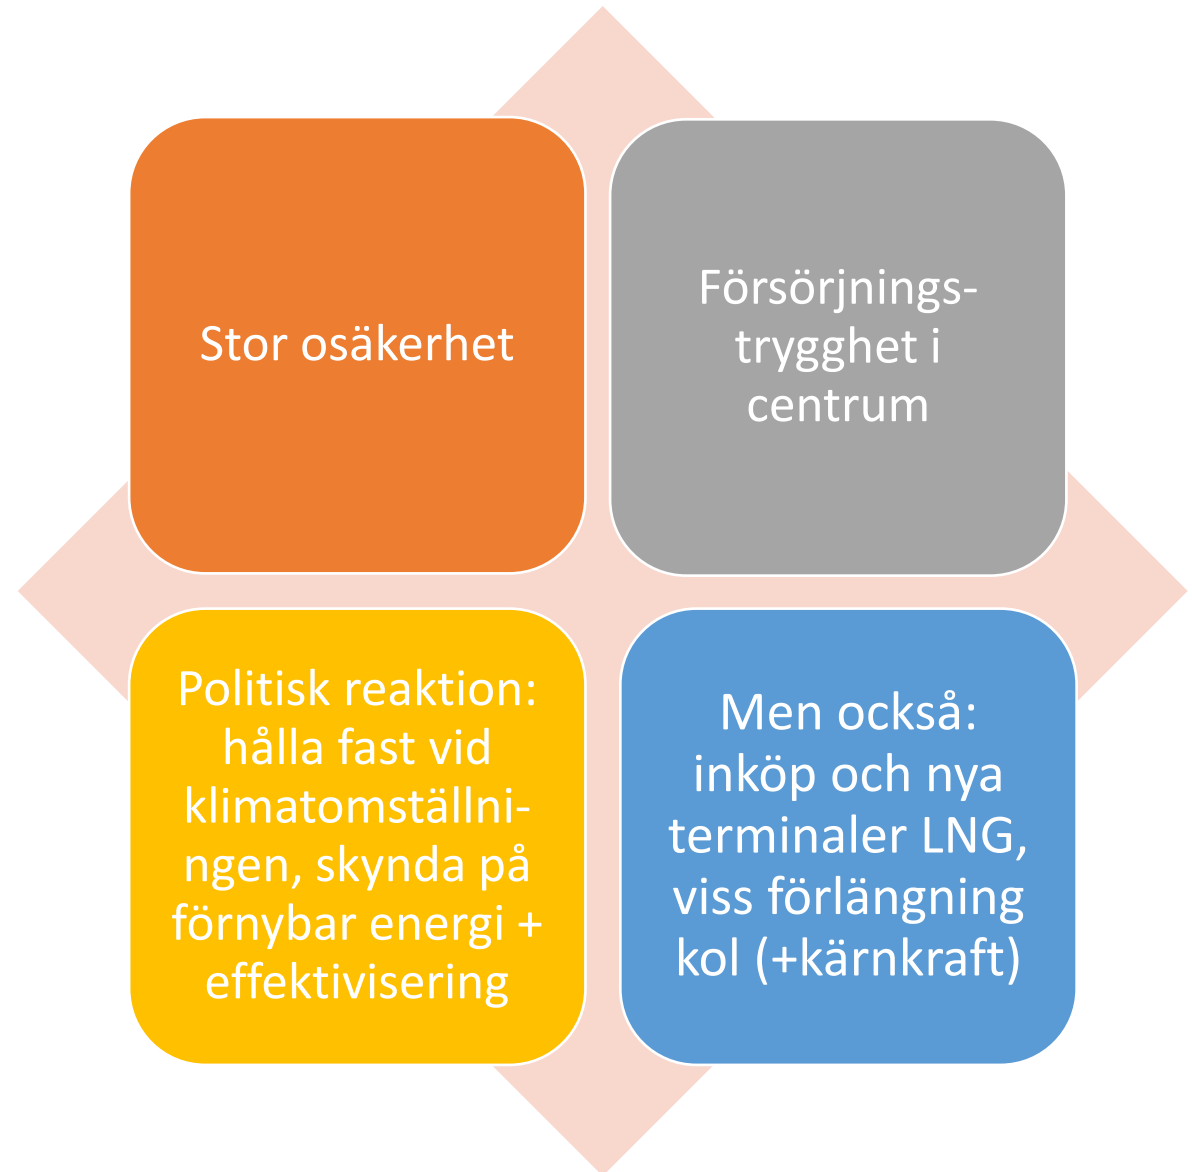 Stor osäkerhet
Försörjnings-
trygghet i
centrum
Politisk reaktion:
hålla fast vid
klimatomställni-
ngen, skynda på
förnybar energi +
effektivisering
Men också:
inköp och nya
terminaler LNG,
viss förlängning
kol (+kärnkraft)